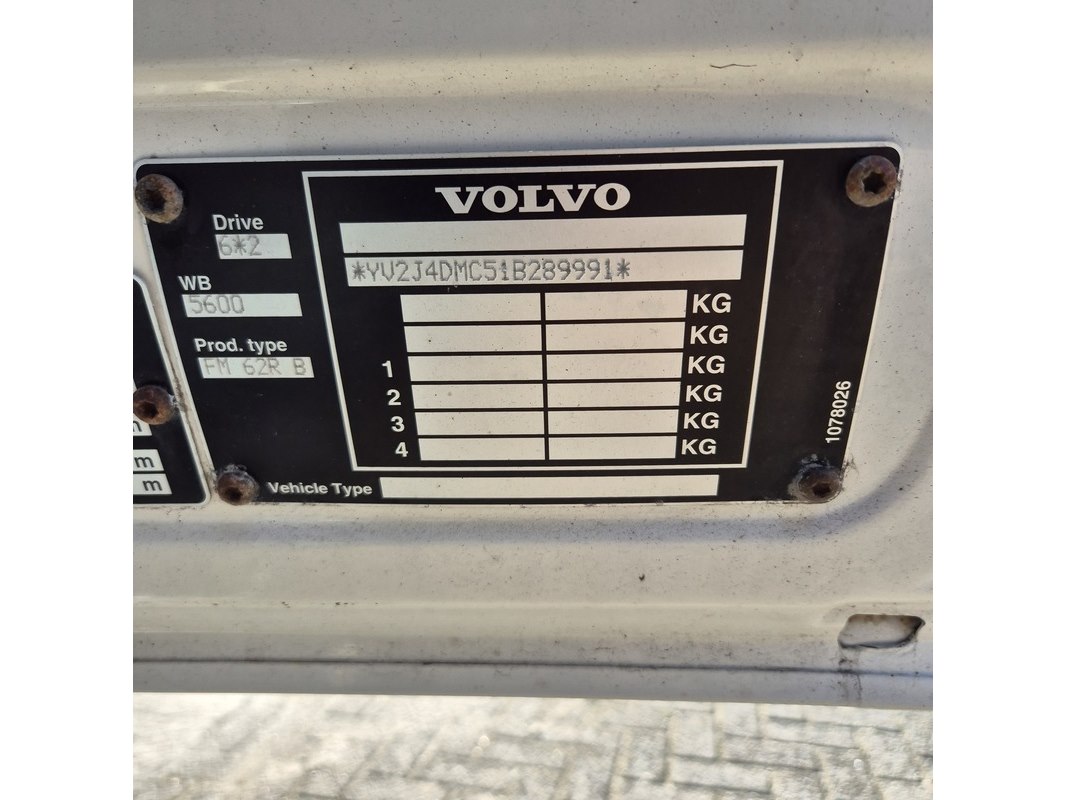 VOLVO
Drive
6*2
*YV2J4DMC51B289991*
WB
5600
KG
KG
Prod. type
FM 62R B
1 KG
2 KG
3 KG
4 KG
1078026
m
m
Vehicle Type